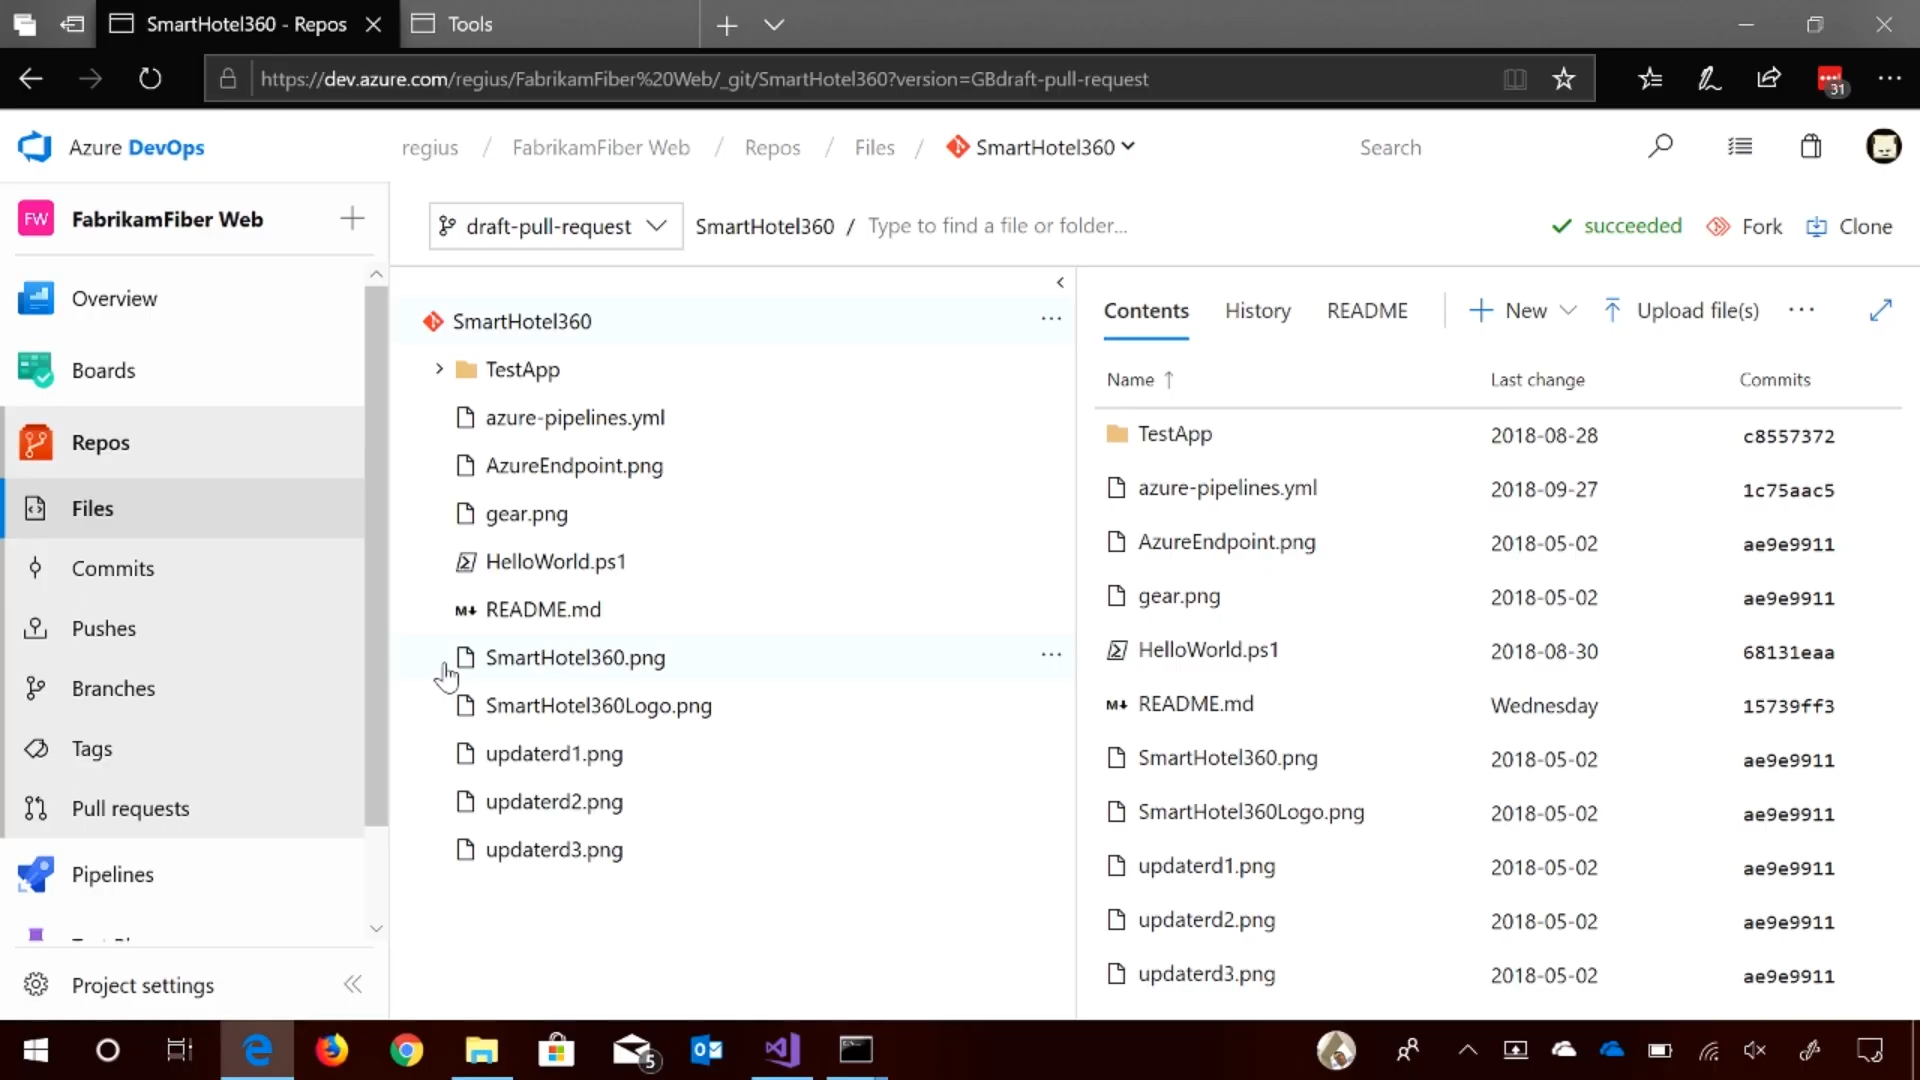 SmartHotel360 - Repos
Tools
https://dev.azure.com/regius/FabrikamFiber%20Web/_git/SmartHotel360?version=GBdraft-pull-request
31
Azure DevOps
regius / FabrikamFiber Web / Repos / Files / SmartHotel360
Search
FW FabrikamFiber Web
draft-pull-request
SmartHotel360 / Type to find a file or folder...
succeeded
Fork
Clone
Overview
Boards
Repos
Files
Commits
Pushes
Branches
Tags
Pull requests
Pipelines
Project settings
SmartHotel360
TestApp
azure-pipelines.yml
AzureEndpoint.png
gear.png
HelloWorld.ps1
README.md
SmartHotel360.png
SmartHotel360Logo.png
updaterd1.png
updaterd2.png
updaterd3.png
Contents History README New Upload file(s)
Name Last change Commits
TestApp 2018-08-28 c8557372
azure-pipelines.yml 2018-09-27 1c75aac5
AzureEndpoint.png 2018-05-02 ae9e9911
gear.png 2018-05-02 ae9e9911
HelloWorld.ps1 2018-08-30 68131eaa
README.md Wednesday 15739ff3
SmartHotel360.png 2018-05-02 ae9e9911
SmartHotel360Logo.png 2018-05-02 ae9e9911
updaterd1.png 2018-05-02 ae9e9911
updaterd2.png 2018-05-02 ae9e9911
updaterd3.png 2018-05-02 ae9e9911
5